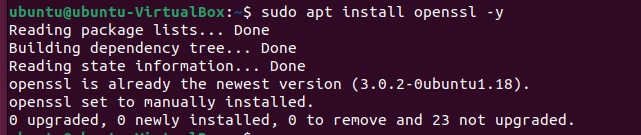 ubuntu@ubuntu-VirtualBox:~$ sudo apt install openssl -y
Reading package lists... Done
Building dependency tree... Done
Reading state information... Done
openssl is already the newest version (3.0.2-0ubuntu1.18).
openssl set to manually installed.
0 upgraded, 0 newly installed, 0 to remove and 23 not upgraded.